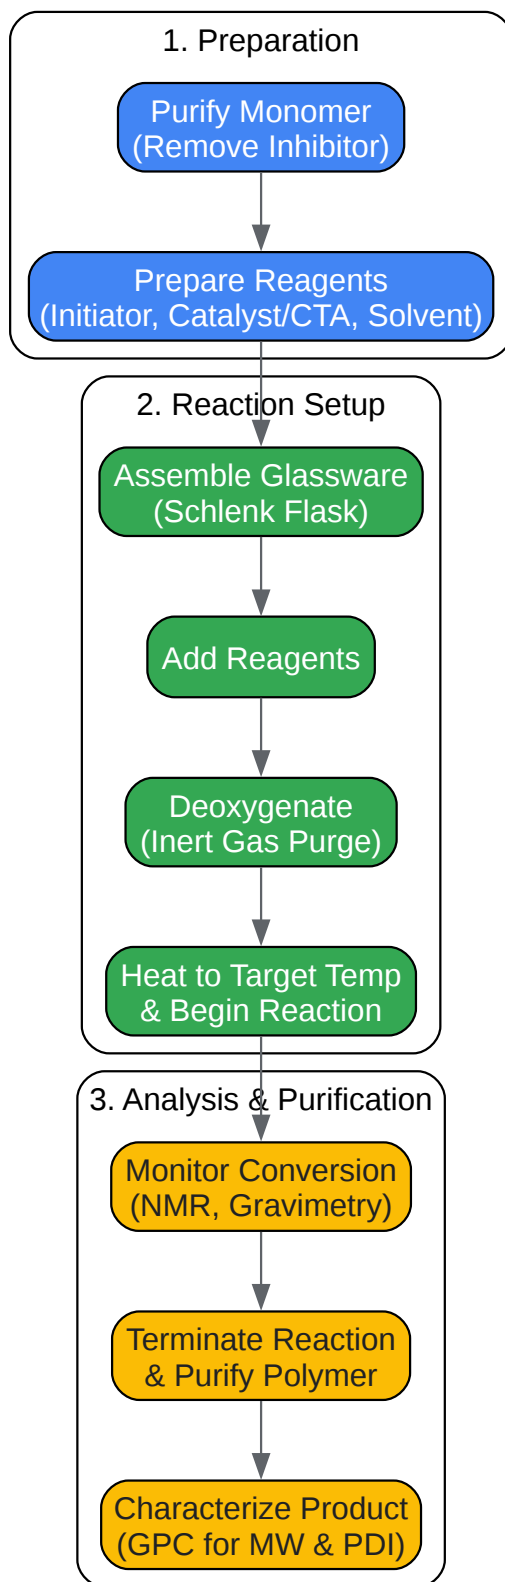 1. Preparation
Purify Monomer
(Remove Inhibitor)
Prepare Reagents
(Initiator, Catalyst/CTA, Solvent)
2. Reaction Setup
Assemble Glassware
(Schlenk Flask)
Add Reagents
Deoxygenate
(Inert Gas Purge)
Heat to Target Temp
& Begin Reaction
3. Analysis & Purification
Monitor Conversion
(NMR, Gravimetry)
Terminate Reaction
& Purify Polymer
Characterize Product
(GPC for MW & PDI)